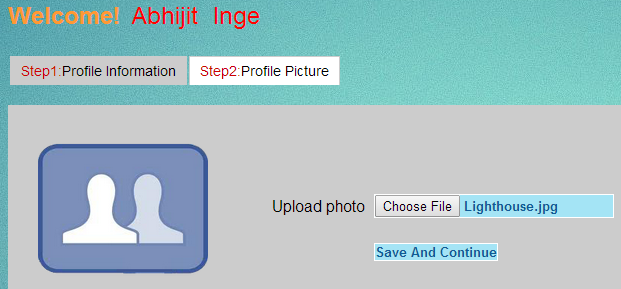 Welcome! Abhijit Inge
Step1:Profile Information Step2:Profile Picture
Upload photo Choose File Lighthouse.jpg
Save And Continue